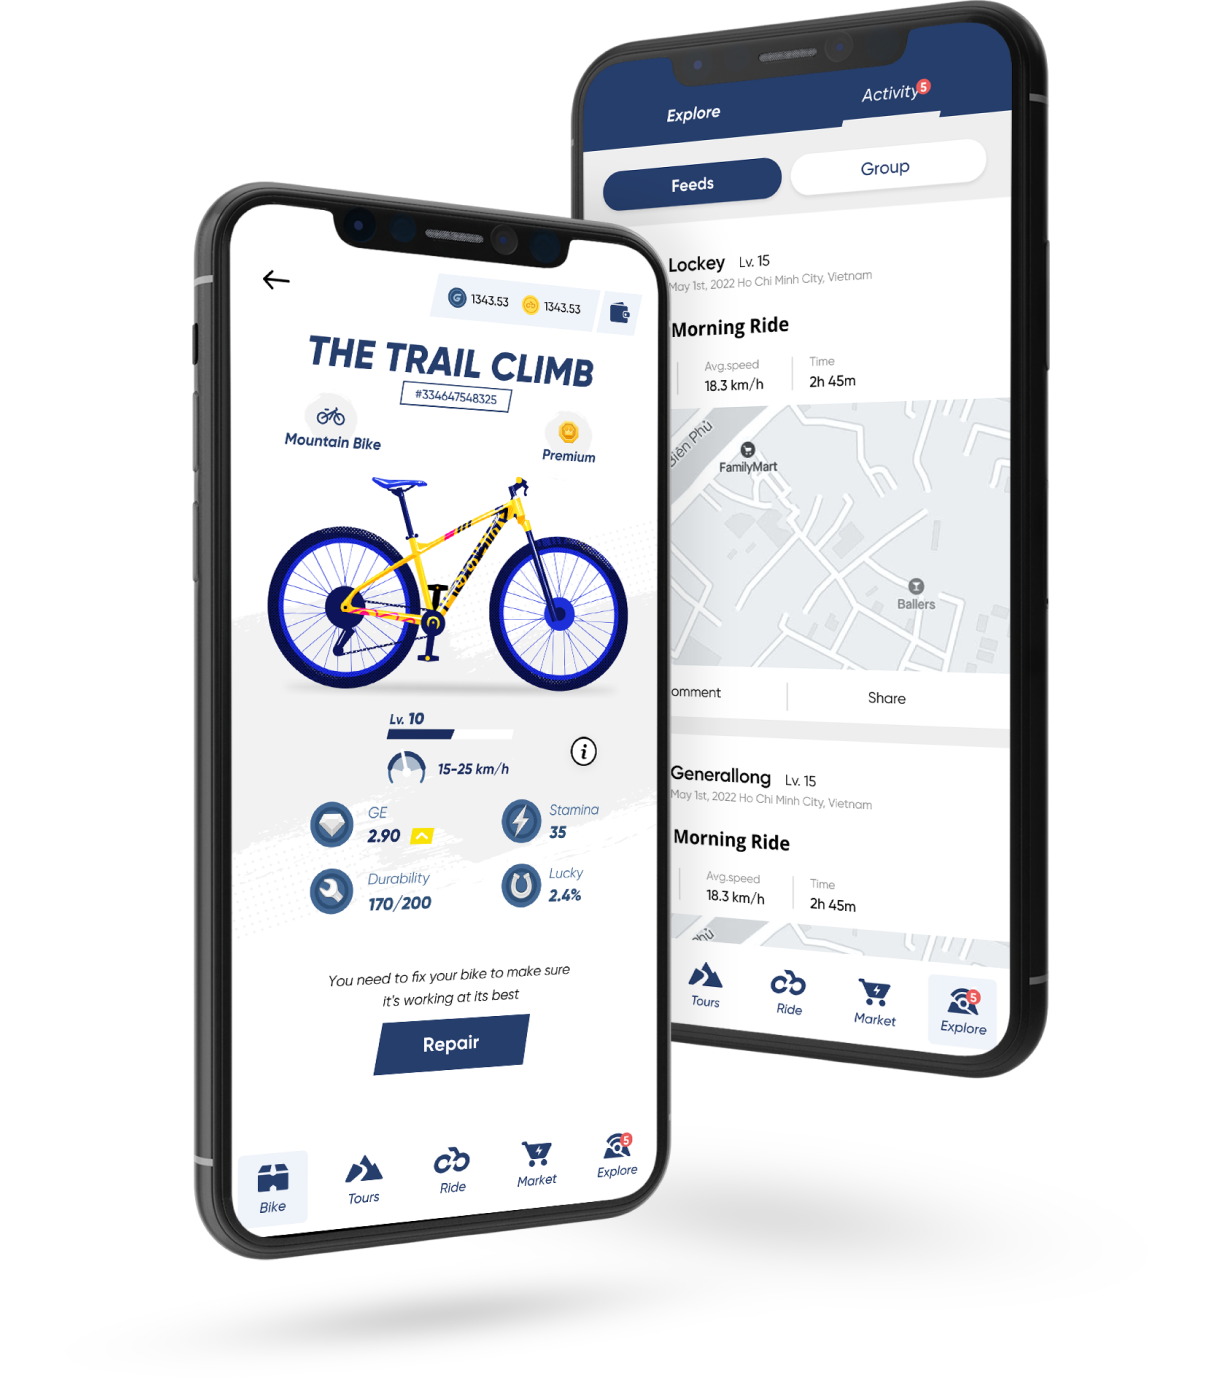 1343.53 1343.53
THE TRAIL CLIMB
#334647548325
Mountain Bike
Premium
Lv. 10
15-25 km/h
GE
2.90
Stamina
35
Durability
170/200
Lucky
2.4%
You need to fix your bike to make sure
it's working at its best
Repair
Bike
Tours
Ride
Market
5
Explore
Explore
Activity 5
Feeds
Group
Lockey Lv. 15
May 1st, 2022 Ho Chi Minh City, Vietnam
Morning Ride
Avg.speed
18.3 km/h
Time
2h 45m
Biên Phủ
FamilyMart
Ballers
omment
Share
Generallong Lv. 15
May 1st, 2022 Ho Chi Minh City, Vietnam
Morning Ride
Avg.speed
18.3 km/h
Time
2h 45m
Phủ
Tours
Ride
Market
5
Explore